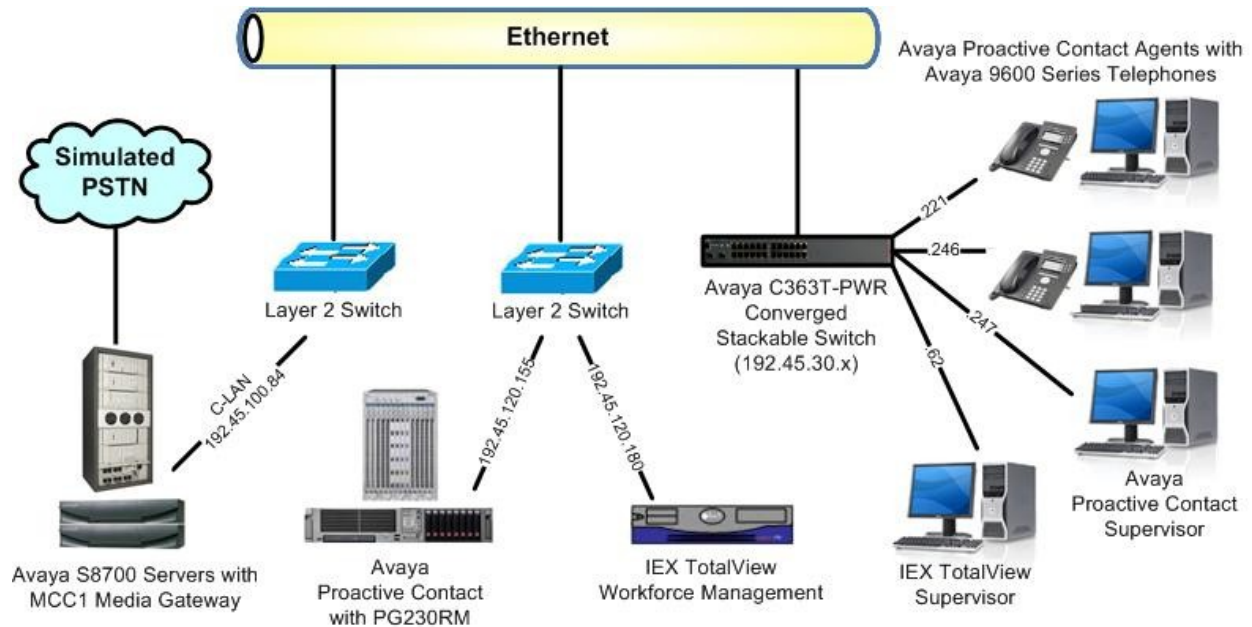 Ethernet
Avaya Proactive Contact Agents with
Avaya 9600 Series Telephones
Simulated
PSTN
.221
.246
.247
.62
Layer 2 Switch
Layer 2 Switch
Avaya C363T-PWR
Converged
Stackable Switch
(192.45.30.x)
C-LAN
192.45.100.84
192.45.120.155
192.45.120.180
Avaya S8700 Servers with
MCC1 Media Gateway
Avaya
Proactive Contact
with PG230RM
IEX TotalView
Workforce Management
IEX TotalView
Supervisor
Avaya
Proactive Contact
Supervisor